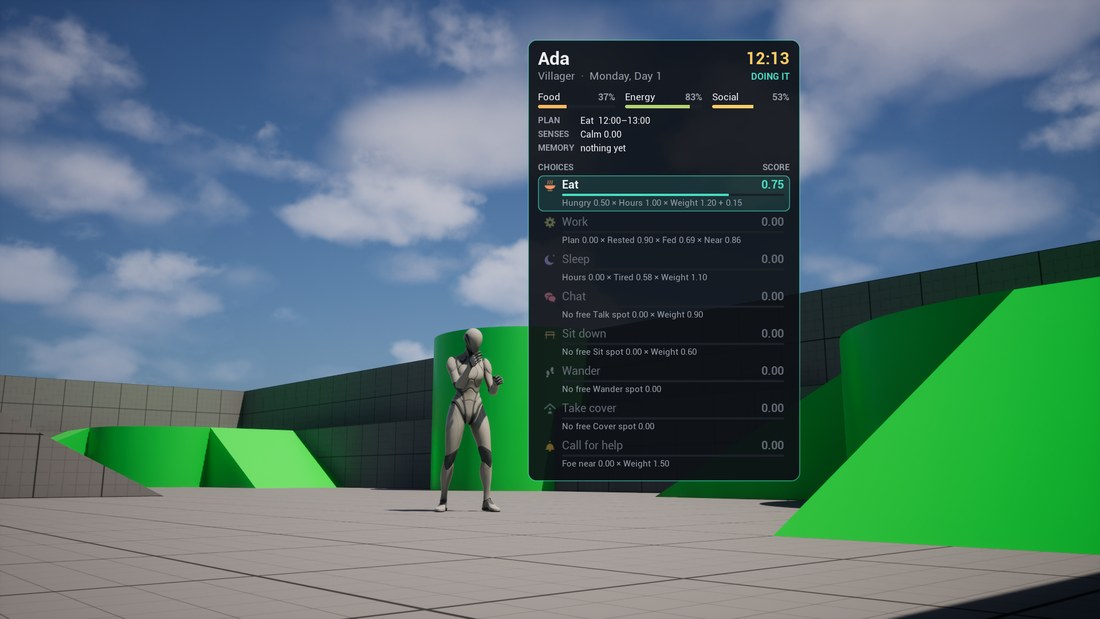 Ada 12:13
Villager · Monday, Day 1 DOING IT
Food 37% Energy 83% Social 53%
PLAN Eat 12:00–13:00
SENSES Calm 0.00
MEMORY nothing yet
CHOICES SCORE
Eat 0.75
Hungry 0.50 × Hours 1.00 × Weight 1.20 + 0.15
Work 0.00
Plan 0.00 × Rested 0.90 × Fed 0.69 × Near 0.86
Sleep 0.00
Hours 0.00 × Tired 0.58 × Weight 1.10
Chat 0.00
No free Talk spot 0.00 × Weight 0.90
Sit down 0.00
No free Sit spot 0.00 × Weight 0.60
Wander 0.00
No free Wander spot 0.00
Take cover 0.00
No free Cover spot 0.00
Call for help 0.00
Foe near 0.00 × Weight 1.50